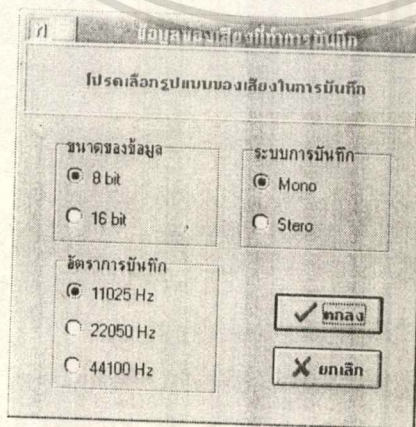 ข้อมูลของเสียงที่ทำการบันทึก
โปรดเลือกรูปแบบของเสียงในการบันทึก
ขนาดของข้อมูล
8 bit
16 bit
ระบบการบันทึก
Mono
Stero
อัตราการบันทึก
11025 Hz
22050 Hz
44100 Hz
ตกลง
ยกเลิก